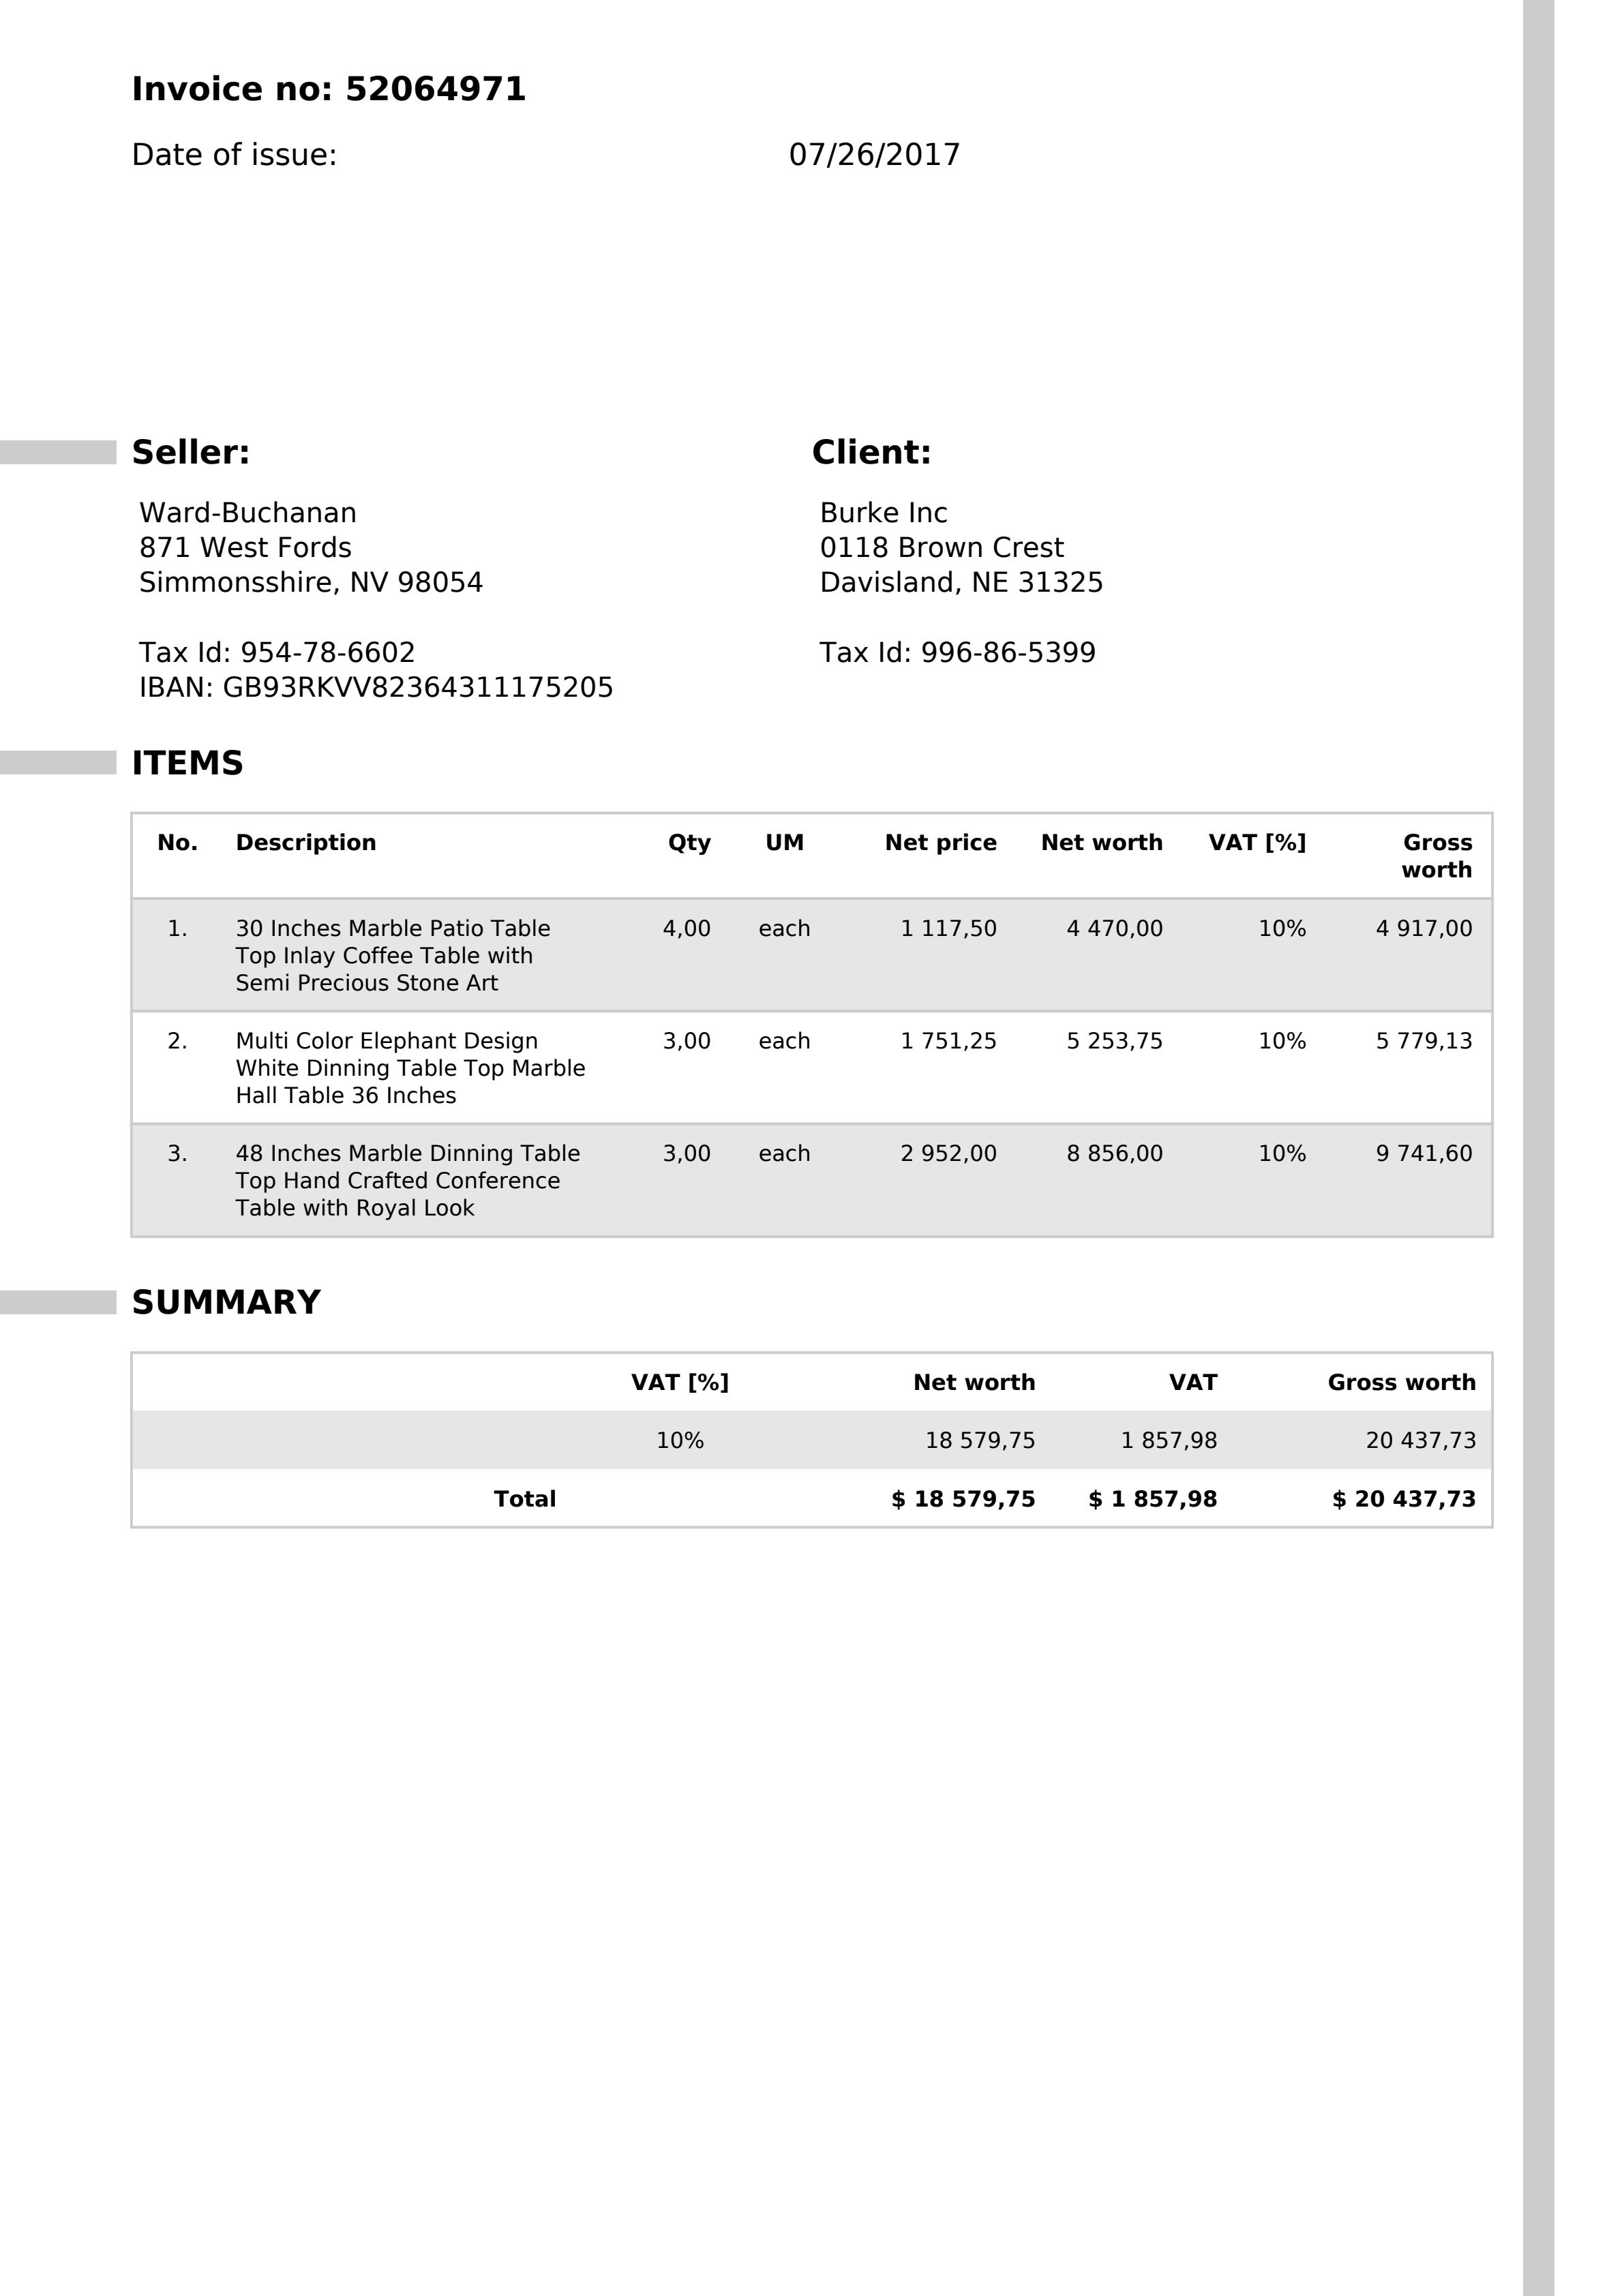 Invoice no: 52064971
Date of issue: 07/26/2017
Seller: Client:
Ward-Buchanan Burke Inc
871 West Fords 0118 Brown Crest
Simmonsshire, NV 98054 Davisland, NE 31325
Tax Id: 954-78-6602 Tax Id: 996-86-5399
IBAN: GB93RKVV82364311175205
ITEMS
No. Description Qty UM Net price Net worth VAT [%] Gross
worth
1. 30 Inches Marble Patio Table 4,00 each 1 117,50 4 470,00 10% 4 917,00
Top Inlay Coffee Table with
Semi Precious Stone Art
2. Multi Color Elephant Design 3,00 each 1 751,25 5 253,75 10% 5 779,13
White Dinning Table Top Marble
Hall Table 36 Inches
3. 48 Inches Marble Dinning Table 3,00 each 2 952,00 8 856,00 10% 9 741,60
Top Hand Crafted Conference
Table with Royal Look
SUMMARY
VAT [%] Net worth VAT Gross worth
10% 18 579,75 1 857,98 20 437,73
Total $ 18 579,75 $ 1 857,98 $ 20 437,73